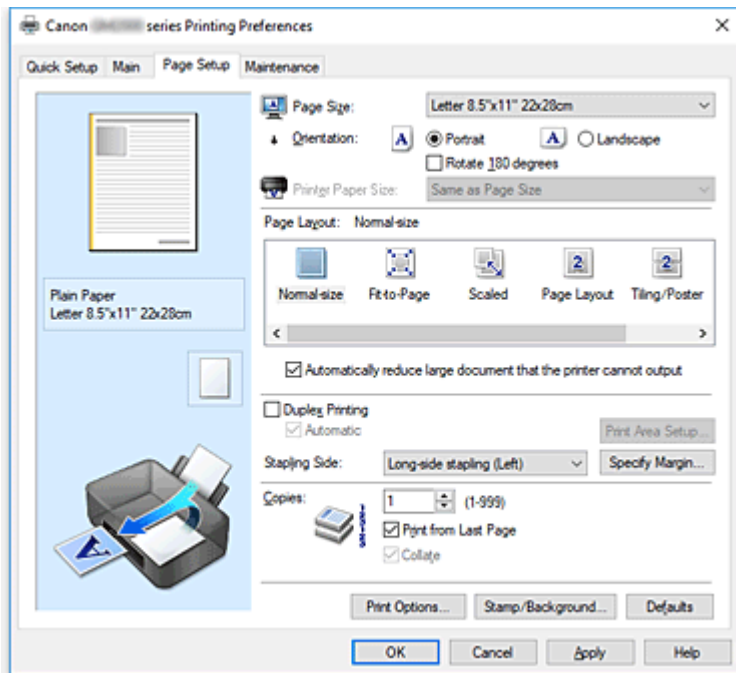 Canon series Printing Preferences
Quick Setup Main Page Setup Maintenance
Page Size: Letter 8.5"x11" 22x28cm
Orientation: A Portrait A Landscape
Rotate 180 degrees
Printer Paper Size: Same as Page Size
Page Layout: Normal-size
2 2
Normal-size Fit-to-Page Scaled Page Layout Tiling/Poster
Plain Paper
Letter 8.5"x11" 22x28cm
Automatically reduce large document that the printer cannot output
Duplex Printing
Automatic
Print Area Setup...
Stapling Side: Long-side stapling (Left) Specify Margin...
Copies: 1 (1-999)
Print from Last Page
Collate
A
Print Options... Stamp/Background... Defaults
OK Cancel Apply Help